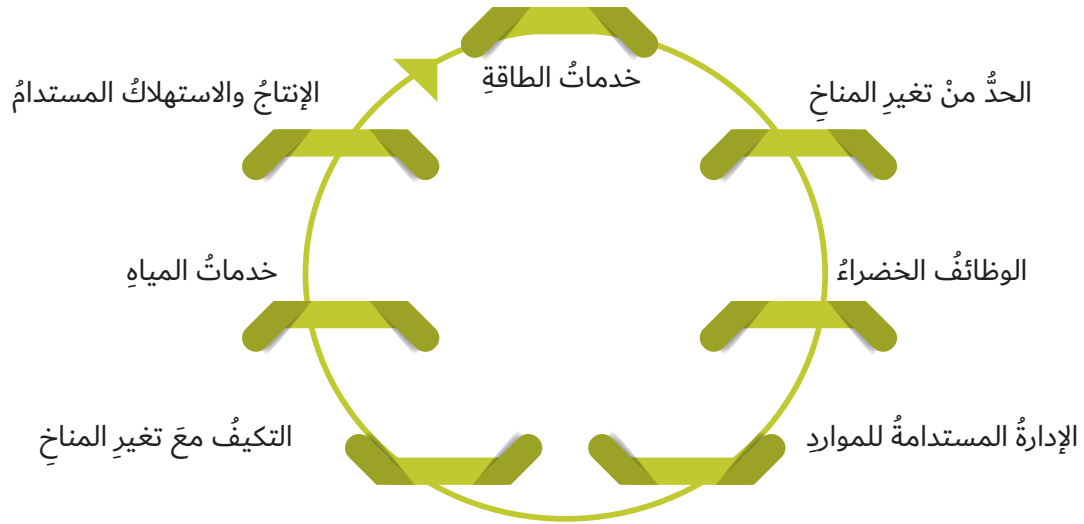 خدماتُ الطاقةِ
الحدُّ منْ تغيرِ المناخِ
الوظائفُ الخضراءُ
الإدارةُ المستدامةُ للمواردِ
التكيفُ معَ تغيرِ المناخِ
خدماتُ المياهِ
الإنتاجُ والاستهلاكُ المستدامُ